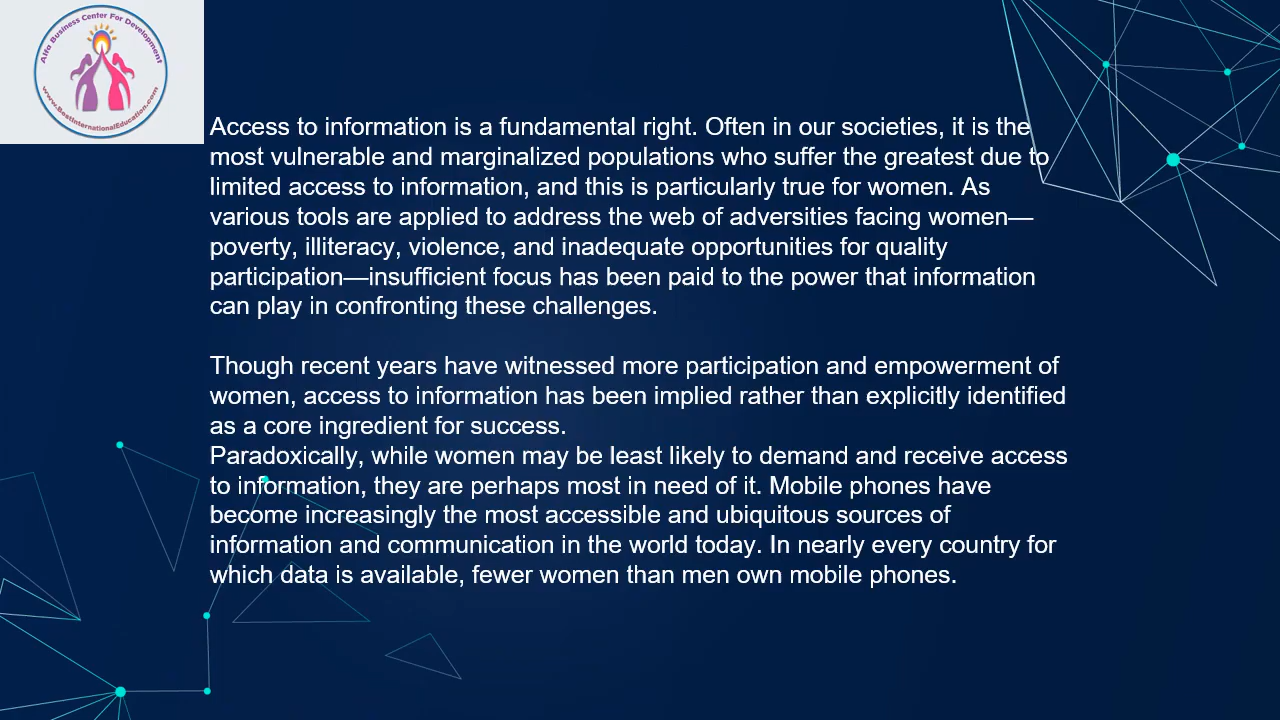 Alfa Business Center For Development
www.BestInternationalEducation.com
Access to information is a fundamental right. Often in our societies, it is the
most vulnerable and marginalized populations who suffer the greatest due to
limited access to information, and this is particularly true for women. As
various tools are applied to address the web of adversities facing women—
poverty, illiteracy, violence, and inadequate opportunities for quality
participation—insufficient focus has been paid to the power that information
can play in confronting these challenges.
Though recent years have witnessed more participation and empowerment of
women, access to information has been implied rather than explicitly identified
as a core ingredient for success.
Paradoxically, while women may be least likely to demand and receive access
to information, they are perhaps most in need of it. Mobile phones have
become increasingly the most accessible and ubiquitous sources of
information and communication in the world today. In nearly every country for
which data is available, fewer women than men own mobile phones.